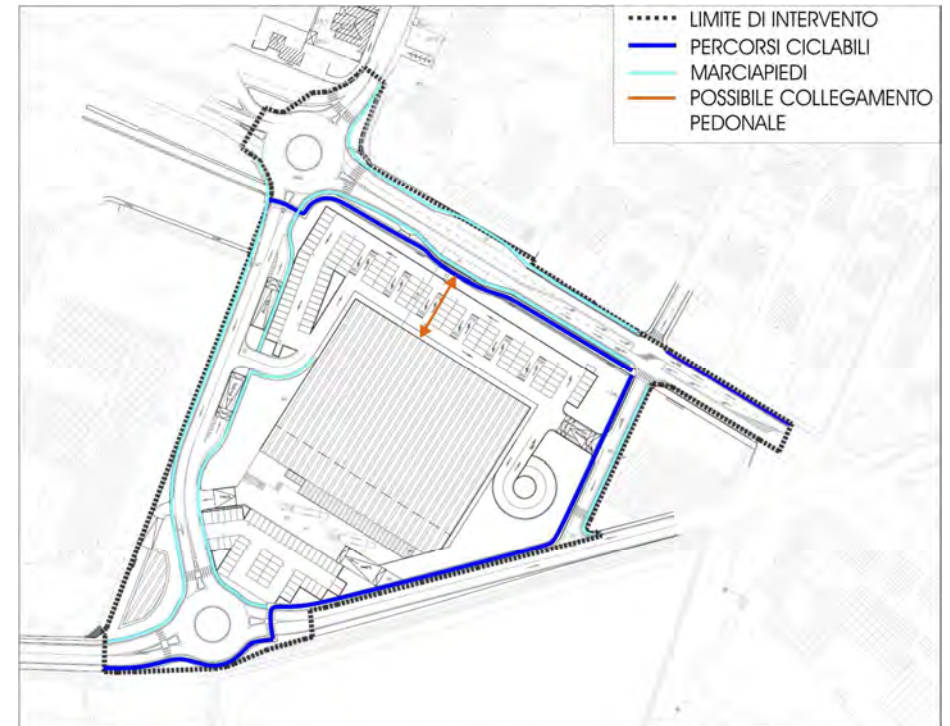 LIMITE DI INTERVENTO
PERCORSI CICLABILI
MARCIAPIEDI
POSSIBILE COLLEGAMENTO
PEDONALE